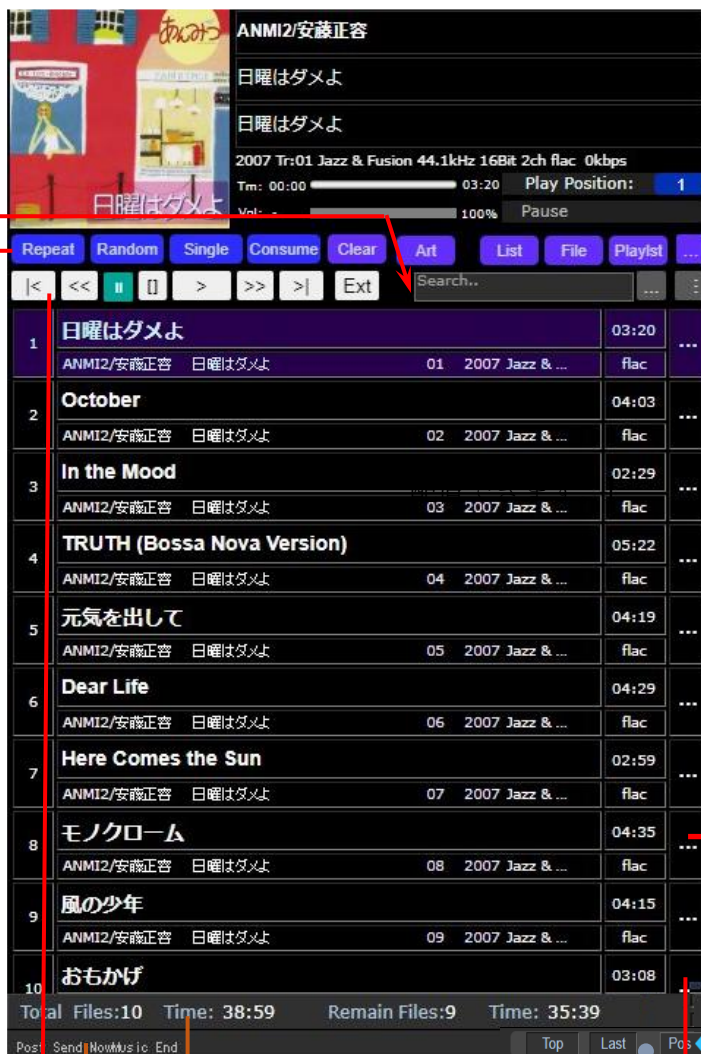 あんみつ
日曜はダメよ
ANMI2/安藤正容
日曜はダメよ
日曜はダメよ
2007 Tr:01 Jazz & Fusion 44.1kHz 16Bit 2ch flac 0kbps
Tm: 00:00 03:20 Play Position: 1
Vol: - 100% Pause
Repeat Random Single Consume Clear Art List File Playlst ...
|< << II [] > >> >| Ext Search.. ...
1 日曜はダメよ 03:20 ...
ANMI2/安藤正容 日曜はダメよ 01 2007 Jazz & ... flac
2 October 04:03 ...
ANMI2/安藤正容 日曜はダメよ 02 2007 Jazz & ... flac
3 In the Mood 02:29 ...
ANMI2/安藤正容 日曜はダメよ 03 2007 Jazz & ... flac
4 TRUTH (Bossa Nova Version) 05:22 ...
ANMI2/安藤正容 日曜はダメよ 04 2007 Jazz & ... flac
5 元気を出して 04:19 ...
ANMI2/安藤正容 日曜はダメよ 05 2007 Jazz & ... flac
6 Dear Life 04:29 ...
ANMI2/安藤正容 日曜はダメよ 06 2007 Jazz & ... flac
7 Here Comes the Sun 02:59 ...
ANMI2/安藤正容 日曜はダメよ 07 2007 Jazz & ... flac
8 モノクローム 04:35 ...
ANMI2/安藤正容 日曜はダメよ 08 2007 Jazz & ... flac
9 風の少年 04:15 ...
ANMI2/安藤正容 日曜はダメよ 09 2007 Jazz & ... flac
10 おもかげ 03:08
Total Files:10 Time: 38:59 Remain Files:9 Time: 35:39
Post Send NowMusic End Top Last Pos